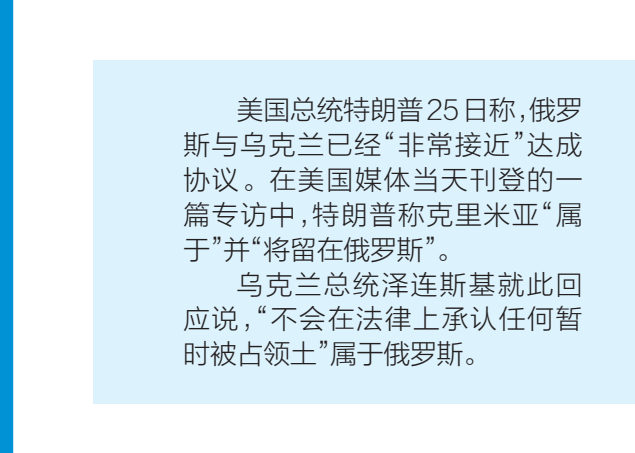 美国总统特朗普25日称,俄罗
斯与乌克兰已经“非常接近”达成
协议。在美国媒体当天刊登的一
篇专访中,特朗普称克里米亚“属
于”并“将留在俄罗斯”。
乌克兰总统泽连斯基就此回
应说,“不会在法律上承认任何暂
时被占领土”属于俄罗斯。